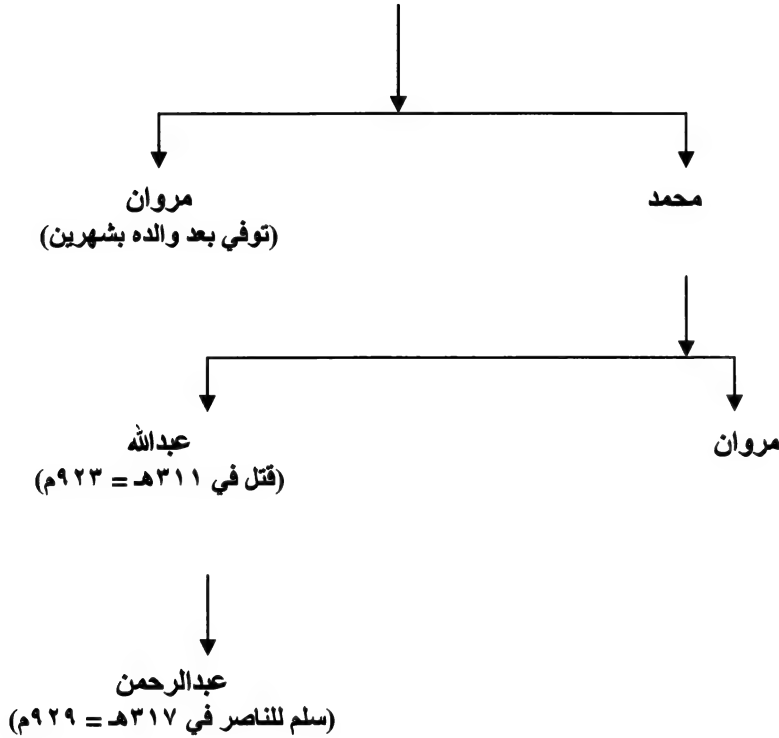 محمد
مروان
(توفي بعد والده بشهرين)
مروان
عبدالله
(قتل في ٣١١هـ = ٩٢٣م)
عبدالرحمن
(سلم للناصر في ٣١٧هـ = ٩٢٩م)